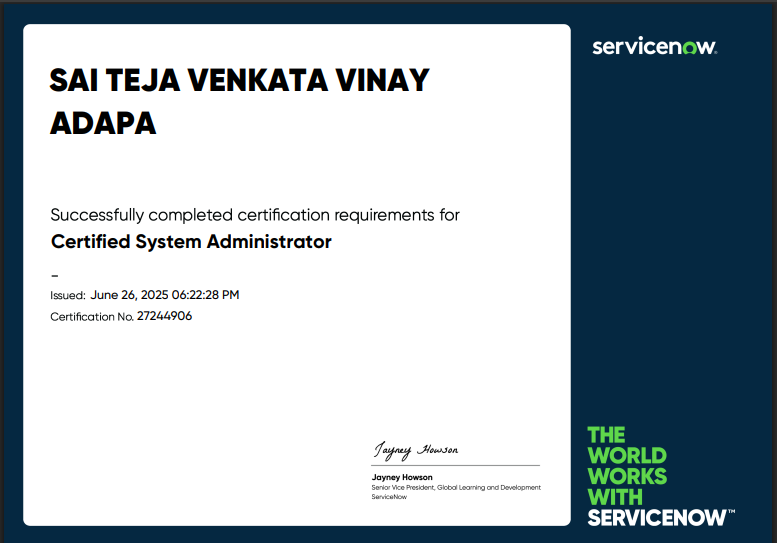 servicenow.
SAI TEJA VENKATA VINAY
ADAPA
Successfully completed certification requirements for
Certified System Administrator
–
Issued: June 26, 2025 06:22:28 PM
Certification No. 27244906
Jayney Howson
Jayney Howson
Senior Vice President, Global Learning and Development
ServiceNow
THE
WORLD
WORKS
WITH
SERVICENOW™